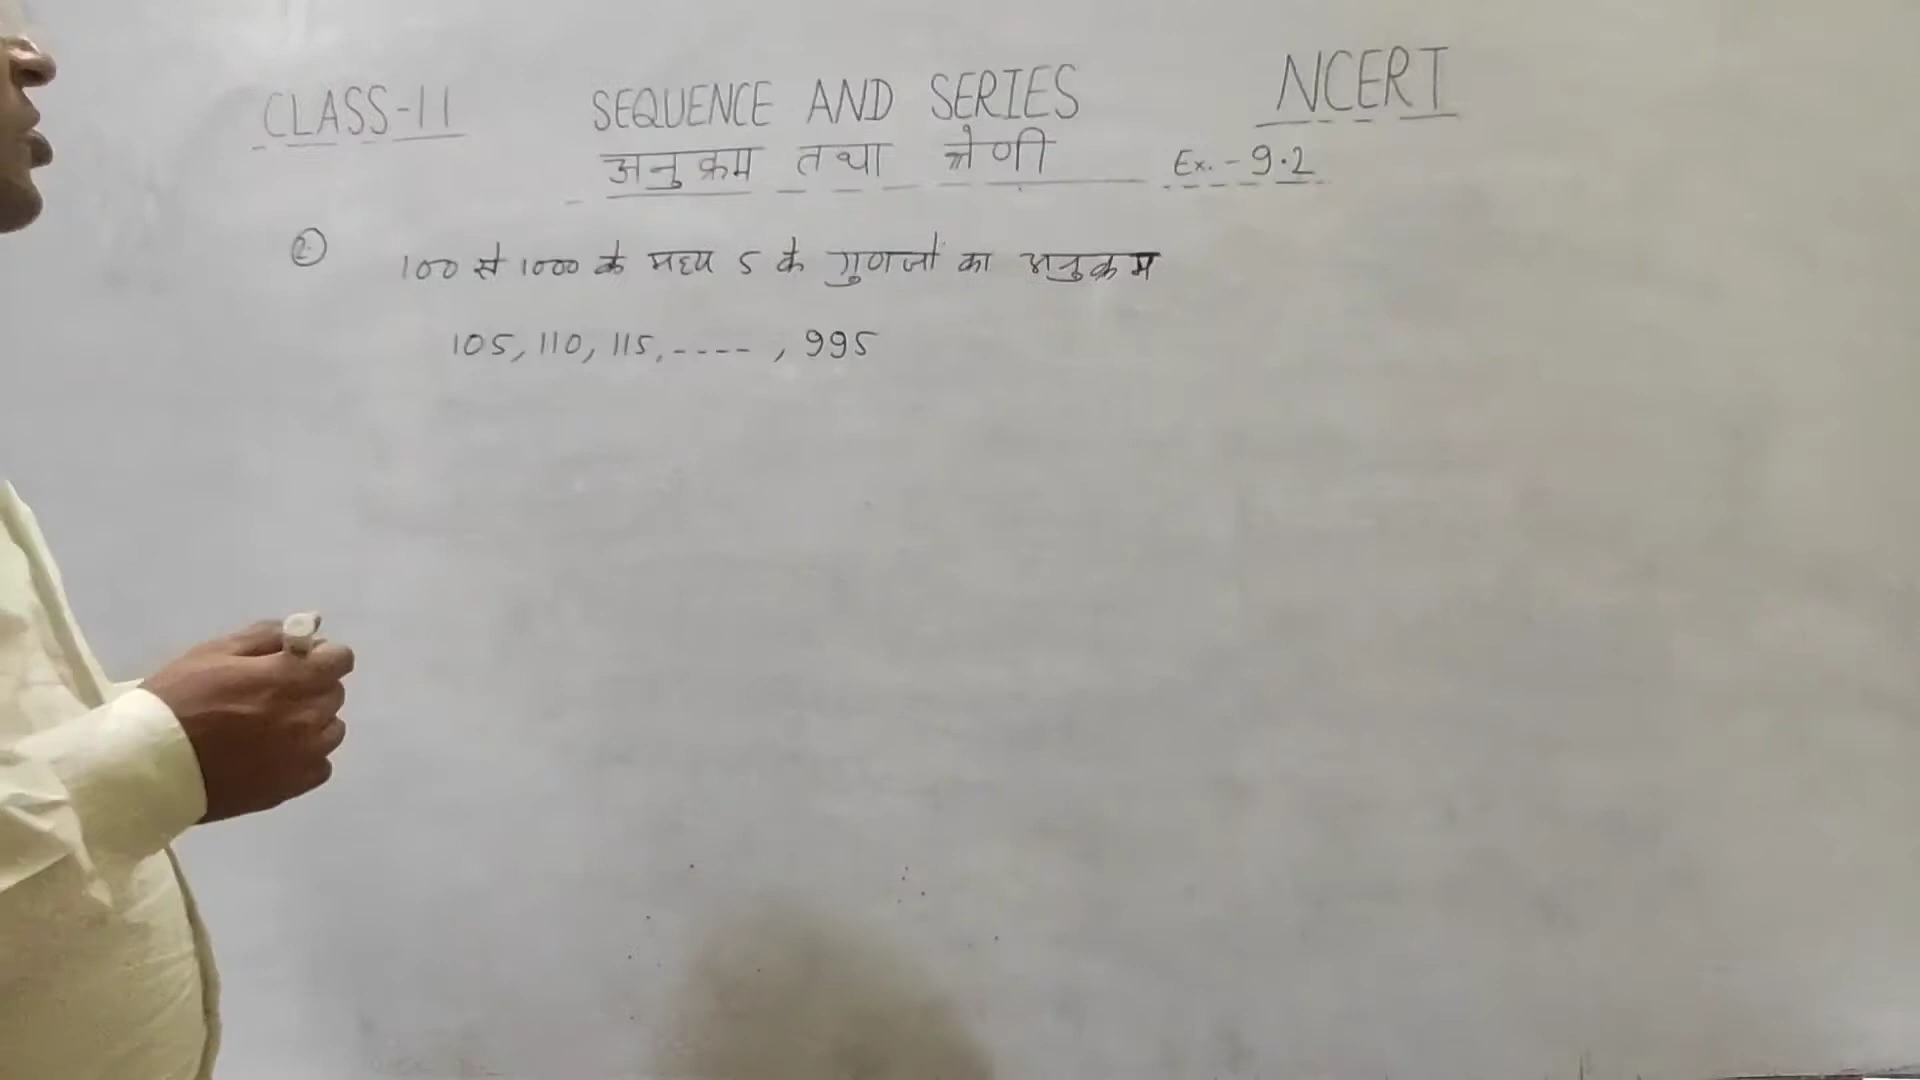 CLASS-11 SEQUENCE AND SERIES NCERT
अनुक्रम तथा श्रेणी Ex.-9.2
② 100 से 1000 के मध्य 5 के गुणजों का अनुक्रम
105, 110, 115, ---- , 995